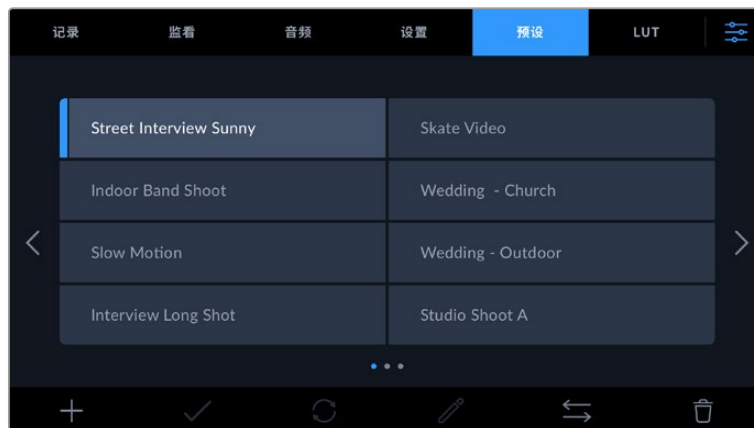 记录 监看 音频 设置 预设 LUT
Street Interview Sunny Skate Video
Indoor Band Shoot Wedding - Church
Slow Motion Wedding - Outdoor
Interview Long Shot Studio Shoot A